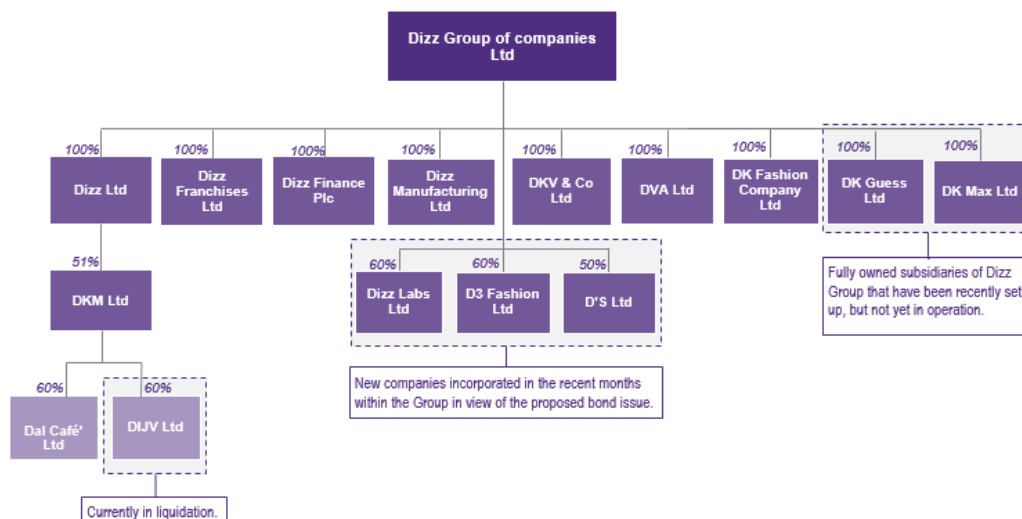 Dizz Group of companies
Ltd
100%
100%
100%
100%
100%
100%
100%
100%
100%
Dizz Ltd
Dizz
Franchises
Ltd
Dizz Finance
Plc
Dizz
Manufacturing
Ltd
DKV & Co
Ltd
DVA Ltd
DK Fashion
Company
Ltd
DK Guess
Ltd
DK Max Ltd
51%
DKM Ltd
60%
60%
50%
Dizz Labs
Ltd
D3 Fashion
Ltd
D'S Ltd
Fully owned subsidiaries of Dizz
Group that have been recently set
up, but not yet in operation.
New companies incorporated in the recent months
within the Group in view of the proposed bond issue.
60%
60%
Dal Café'
Ltd
DIJV Ltd
Currently in liquidation.